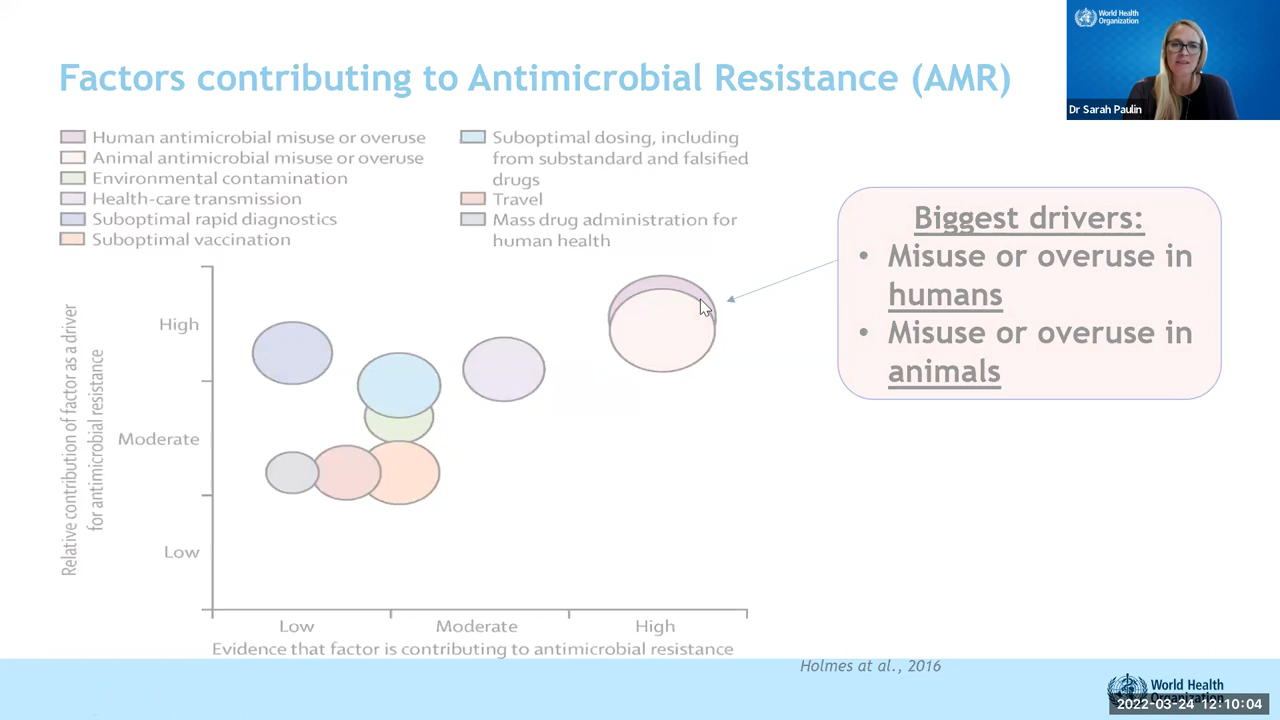 World Health
Organization
Dr Sarah Paulin
Factors contributing to Antimicrobial Resistance (AMR)
Human antimicrobial misuse or overuse
Animal antimicrobial misuse or overuse
Environmental contamination
Health-care transmission
Suboptimal rapid diagnostics
Suboptimal vaccination
Suboptimal dosing, including
from substandard and falsified
drugs
Travel
Mass drug administration for
human health
Biggest drivers:
• Misuse or overuse in
humans
• Misuse or overuse in
animals
Relative contribution of factor as a driver
for antimicrobial resistance
High
Moderate
Low
Low Moderate High
Evidence that factor is contributing to antimicrobial resistance
Holmes at al., 2016
World Health
Organization
2022-03-24 12:10:04